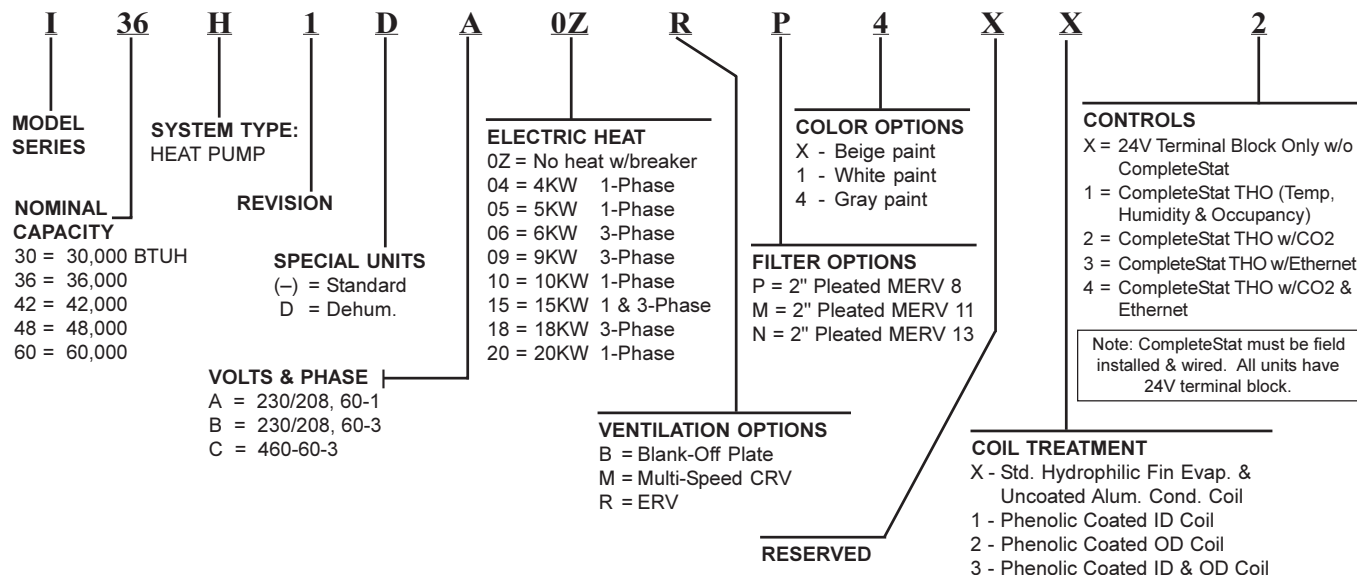 I 36 H 1 D A 0Z R P 4 X X 2
MODEL
SERIES
SYSTEM TYPE:
HEAT PUMP
NOMINAL
CAPACITY
30 = 30,000 BTUH
36 = 36,000
42 = 42,000
48 = 48,000
60 = 60,000
REVISION
SPECIAL UNITS
(–) = Standard
D = Dehum.
VOLTS & PHASE
A = 230/208, 60-1
B = 230/208, 60-3
C = 460-60-3
ELECTRIC HEAT
0Z = No heat w/breaker
04 = 4KW 1-Phase
05 = 5KW 1-Phase
06 = 6KW 3-Phase
09 = 9KW 3-Phase
10 = 10KW 1-Phase
15 = 15KW 1 & 3-Phase
18 = 18KW 3-Phase
20 = 20KW 1-Phase
VENTILATION OPTIONS
B = Blank-Off Plate
M = Multi-Speed CRV
R = ERV
COLOR OPTIONS
X - Beige paint
1 - White paint
4 - Gray paint
FILTER OPTIONS
P = 2" Pleated MERV 8
M = 2" Pleated MERV 11
N = 2" Pleated MERV 13
RESERVED
CONTROLS
X = 24V Terminal Block Only w/o
CompleteStat
1 = CompleteStat THO (Temp,
Humidity & Occupancy)
2 = CompleteStat THO w/CO2
3 = CompleteStat THO w/Ethernet
4 = CompleteStat THO w/CO2 &
Ethernet
Note: CompleteStat must be field
installed & wired. All units have
24V terminal block.
COIL TREATMENT
X - Std. Hydrophilic Fin Evap. &
Uncoated Alum. Cond. Coil
1 - Phenolic Coated ID Coil
2 - Phenolic Coated OD Coil
3 - Phenolic Coated ID & OD Coil